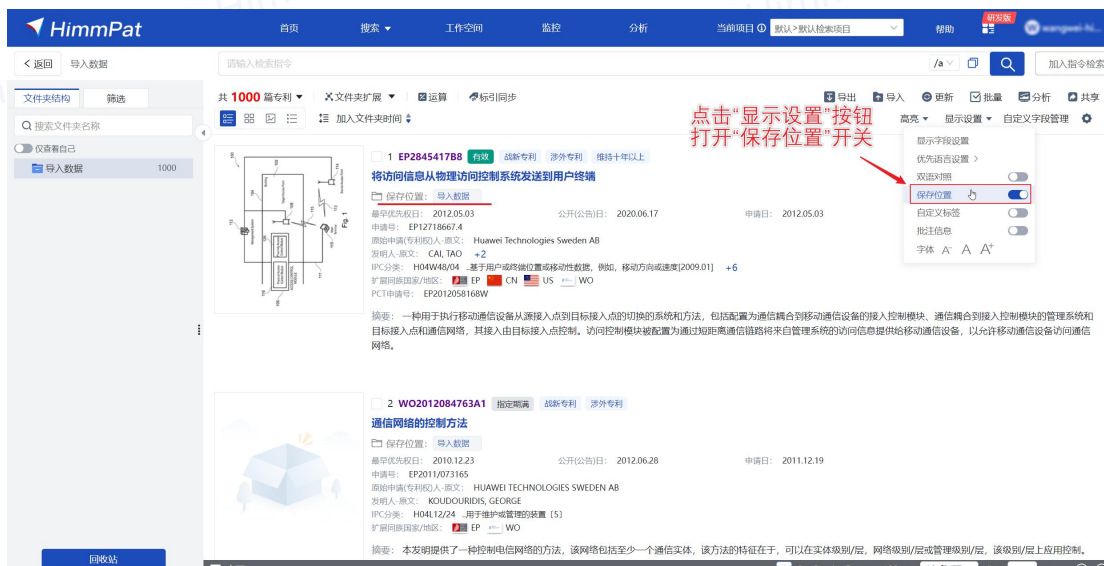 HimmPat
首页 搜索 工作空间 监控 分析 当前项目 默认>默认检索项目 帮助 研发版
返回 导入数据 请输入检索指令 /a 加入指令检索
文件夹结构 筛选 共 1000 篇专利 文件夹扩展 运算 标引同步 导出 导入 更新 批量 分析 共享
搜索文件夹名称 加入文件夹时间 高亮 显示设置 自定义字段管理
点击“显示设置”按钮
打开“保存位置”开关
仅查看自己
导入数据 1000
显示字段设置
优先语言设置 >
双语对照
保存位置
自定义标签
批注信息
字体 A- A A+
1 EP2845417B8 有效 战新专利 涉外专利 维持十年以上
将访问信息从物理访问控制系统发送到用户终端
保存位置： 导入数据
最早优先权日： 2012.05.03 公开(公告)日： 2020.06.17 申请日： 2012.05.03
申请号： EP12718667.4
原始申请(专利权)人-原文： Huawei Technologies Sweden AB
发明人-原文： CAI, TAO +2
IPC分类： H04W48/04 ..基于用户或终端位置或移动性数据，例如，移动方向或速度[2009.01] +6
扩展同族国家/地区： EP CN US WO
PCT申请号： EP2012058168W
摘要： 一种用于执行移动通信设备从源接入点到目标接入点的切换的系统和方法，包括配置为通信耦合到移动通信设备的接入控制模块、通信耦合到接入控制模块的管理系统和
目标接入点和通信网络，其接入由目标接入点控制。访问控制模块被配置为通过短距离通信链路将来自管理系统的访问信息提供给移动通信设备，以允许移动通信设备访问通信
网络。
Fig. 1
2 WO2012084763A1 指定期满 战新专利 涉外专利
通信网络的控制方法
保存位置： 导入数据
最早优先权日： 2010.12.23 公开(公告)日： 2012.06.28 申请日： 2011.12.19
申请号： EP2011/073165
原始申请(专利权)人-原文： HUAWEI TECHNOLOGIES SWEDEN AB
发明人-原文： KOUDOURIDIS, GEORGE
IPC分类： H04L12/24 ..用于维护或管理的装置 [5]
扩展同族国家/地区： EP WO
摘要： 本发明提供了一种控制电信网络的方法，该网络包括至少一个通信实体，该方法的特征在于，可以在实体级别/层，网络级别/层或管理级别/层，该级别/层上应用控制。
回收站